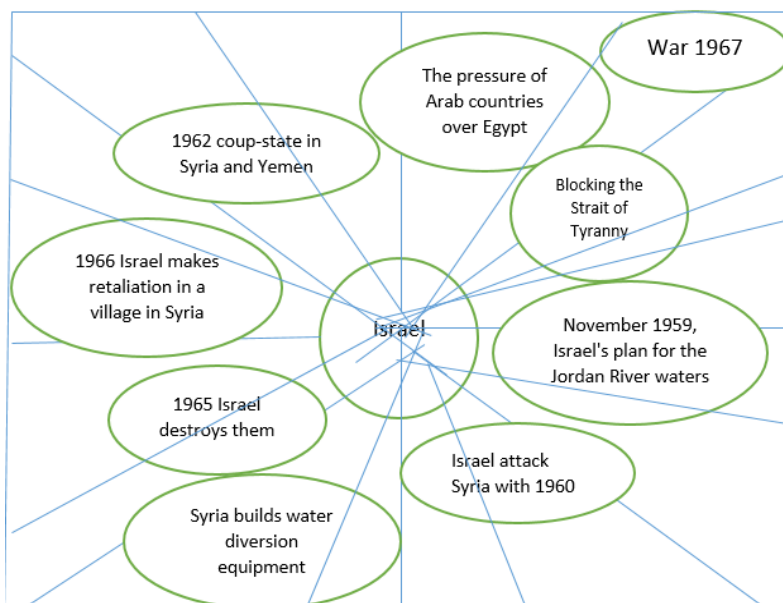 War 1967
The pressure of
Arab countries
over Egypt
1962 coup-state in
Syria and Yemen
Blocking the
Strait of
Tyranny
1966 Israel makes
retaliation in a
village in Syria
Israel
November 1959,
Israel's plan for the
Jordan River waters
1965 Israel
destroys them
Israel attack
Syria with 1960
Syria builds water
diversion
equipment